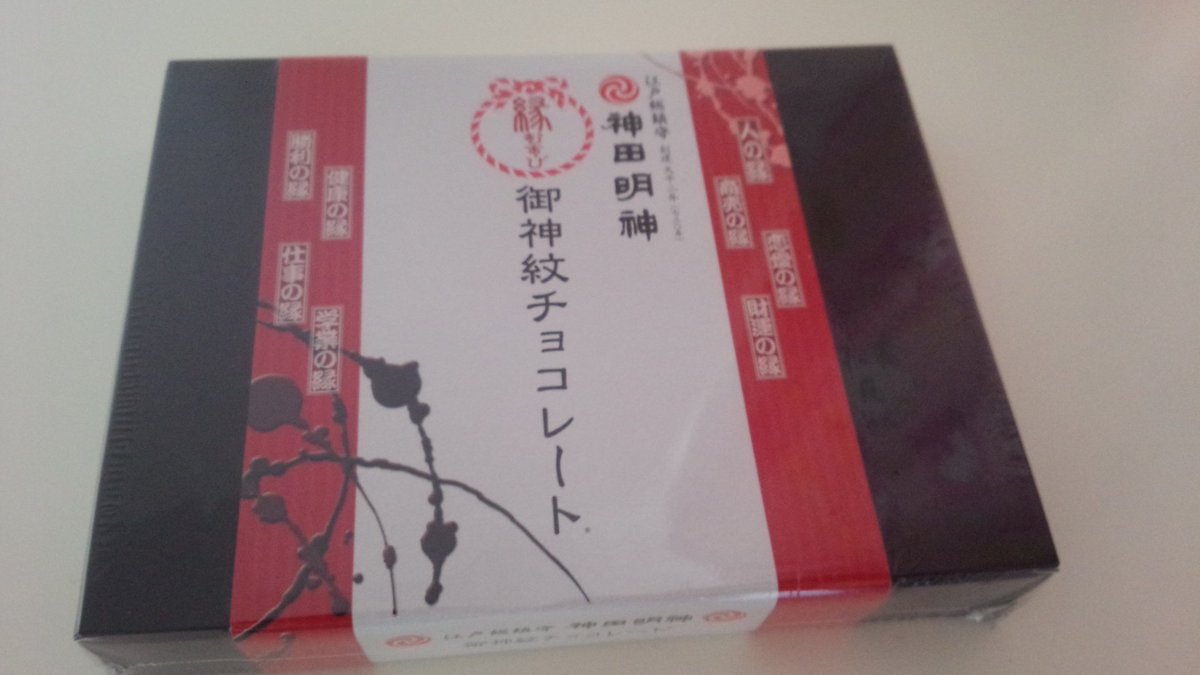 江戸総鎮守
神田明神
縁
むすび
御神紋チョコレート
人の縁
商売の縁
恋愛の縁
財運の縁
健康の縁
勝利の縁
学業の縁
仕事の縁
江戸総鎮守 神田明神
御神紋チョコレート